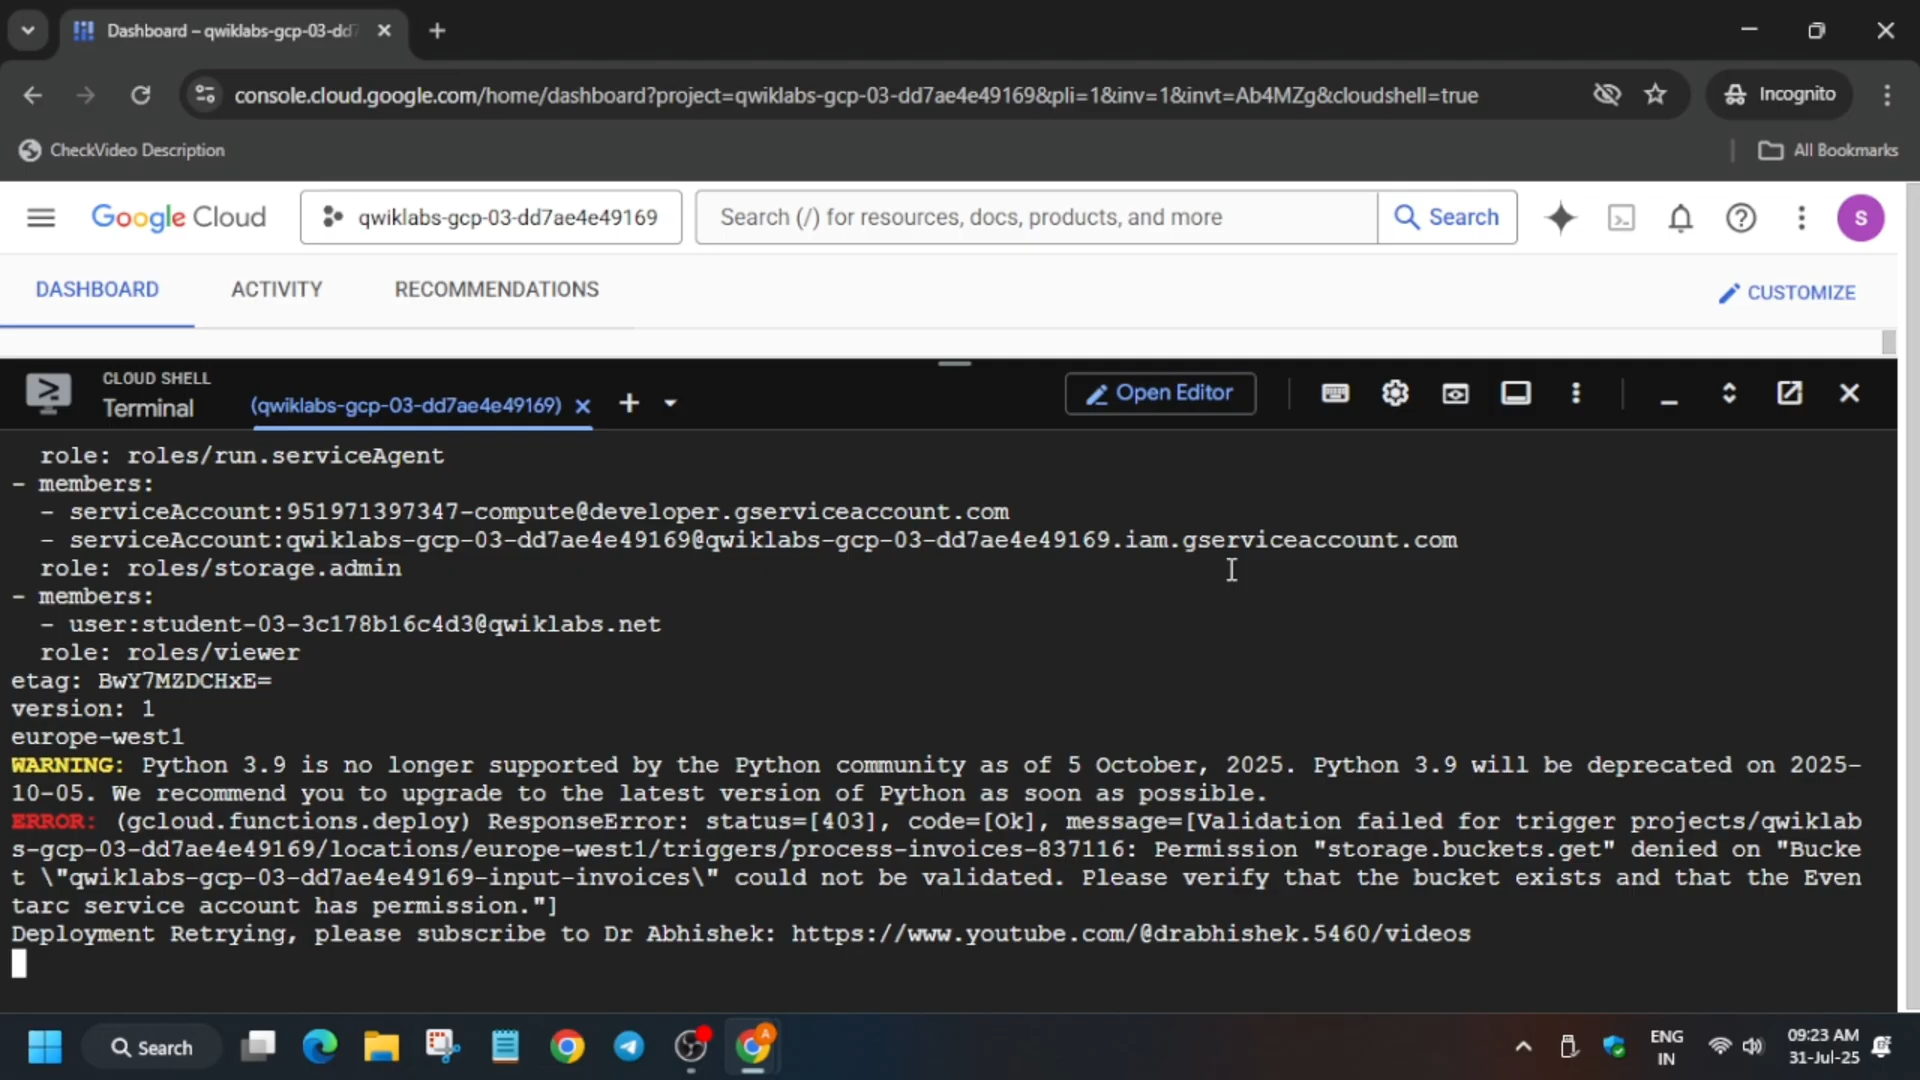 Dashboard – qwiklabs-gcp-03-dd7
console.cloud.google.com/home/dashboard?project=qwiklabs-gcp-03-dd7ae4e49169&pli=1&inv=1&invt=Ab4MZg&cloudshell=true
Incognito
CheckVideo Description
All Bookmarks
Google Cloud
qwiklabs-gcp-03-dd7ae4e49169
Search (/) for resources, docs, products, and more
Search
S
DASHBOARD
ACTIVITY
RECOMMENDATIONS
CUSTOMIZE
CLOUD SHELL
Terminal
(qwiklabs-gcp-03-dd7ae4e49169)
Open Editor
role: roles/run.serviceAgent
- members:
- serviceAccount:951971397347-compute@developer.gserviceaccount.com
- serviceAccount:qwiklabs-gcp-03-dd7ae4e49169@qwiklabs-gcp-03-dd7ae4e49169.iam.gserviceaccount.com
role: roles/storage.admin
- members:
- user:student-03-3c178b16c4d3@qwiklabs.net
role: roles/viewer
etag: BwY7MZDCHxE=
version: 1
europe-west1
WARNING: Python 3.9 is no longer supported by the Python community as of 5 October, 2025. Python 3.9 will be deprecated on 2025-
10-05. We recommend you to upgrade to the latest version of Python as soon as possible.
ERROR: (gcloud.functions.deploy) ResponseError: status=[403], code=[Ok], message=[Validation failed for trigger projects/qwiklab
s-gcp-03-dd7ae4e49169/locations/europe-west1/triggers/process-invoices-837116: Permission "storage.buckets.get" denied on "Bucke
t \"qwiklabs-gcp-03-dd7ae4e49169-input-invoices\" could not be validated. Please verify that the bucket exists and that the Even
tarc service account has permission."]
Deployment Retrying, please subscribe to Dr Abhishek: https://www.youtube.com/@drabhishek.5460/videos
Search
A
ENG
IN
09:23 AM
31-Jul-25